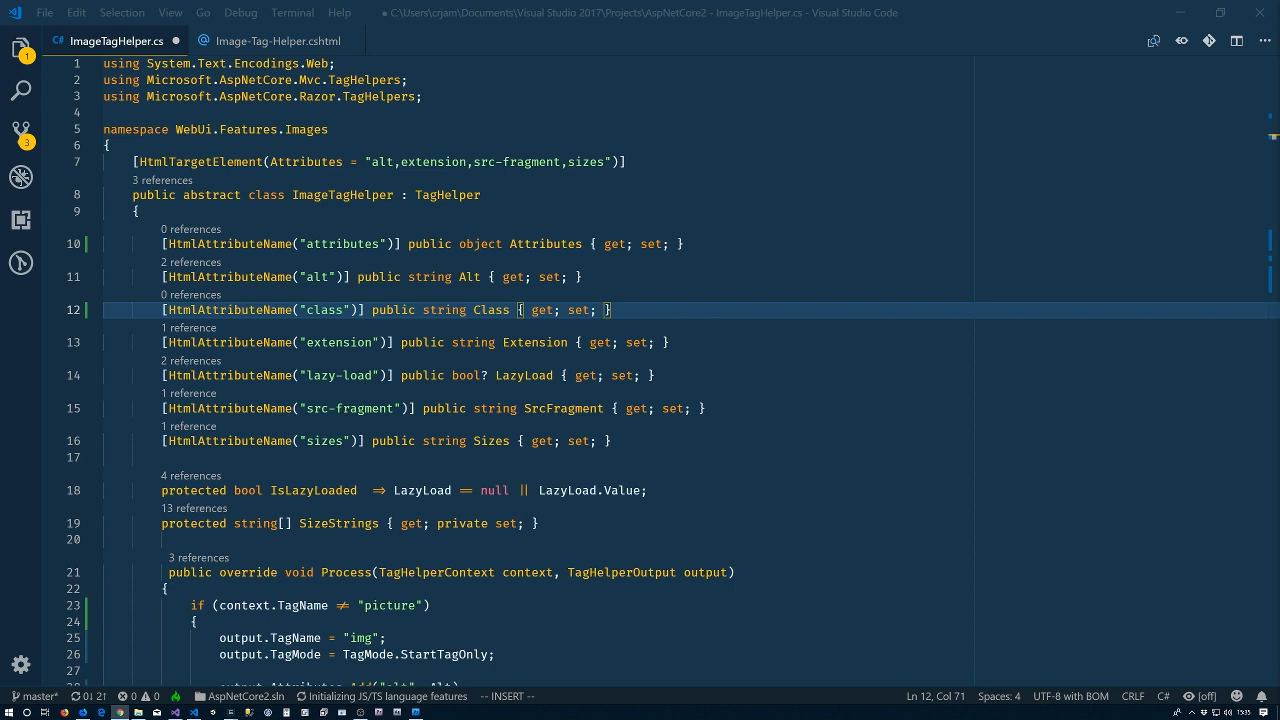 File Edit Selection View Go Debug Terminal Help
● C:\Users\crjam\Documents\Visual Studio 2017\Projects\AspNetCore2 - ImageTagHelper.cs - Visual Studio Code
C# ImageTagHelper.cs ●
@ Image-Tag-Helper.cshtml
1
3
1 using System.Text.Encodings.Web;
2 using Microsoft.AspNetCore.Mvc.TagHelpers;
3 using Microsoft.AspNetCore.Razor.TagHelpers;
4
5 namespace WebUi.Features.Images
6 {
7 [HtmlTargetElement(Attributes = "alt,extension,src-fragment,sizes")]
3 references
8 public abstract class ImageTagHelper : TagHelper
9 {
0 references
10 [HtmlAttributeName("attributes")] public object Attributes { get; set; }
2 references
11 [HtmlAttributeName("alt")] public string Alt { get; set; }
0 references
12 [HtmlAttributeName("class")] public string Class { get; set; }
1 reference
13 [HtmlAttributeName("extension")] public string Extension { get; set; }
2 references
14 [HtmlAttributeName("lazy-load")] public bool? LazyLoad { get; set; }
1 reference
15 [HtmlAttributeName("src-fragment")] public string SrcFragment { get; set; }
1 reference
16 [HtmlAttributeName("sizes")] public string Sizes { get; set; }
17
4 references
18 protected bool IsLazyLoaded => LazyLoad == null || LazyLoad.Value;
13 references
19 protected string[] SizeStrings { get; private set; }
20
3 references
21 public override void Process(TagHelperContext context, TagHelperOutput output)
22 {
23 if (context.TagName != "picture")
24 {
25 output.TagName = "img";
26 output.TagMode = TagMode.StartTagOnly;
27
master* 0↓ 2↑ 0 0 AspNetCore2.sln Initializing JS/TS language features -- INSERT -- Ln 12, Col 71 Spaces: 4 UTF-8 with BOM CRLF C# [off]
15:35